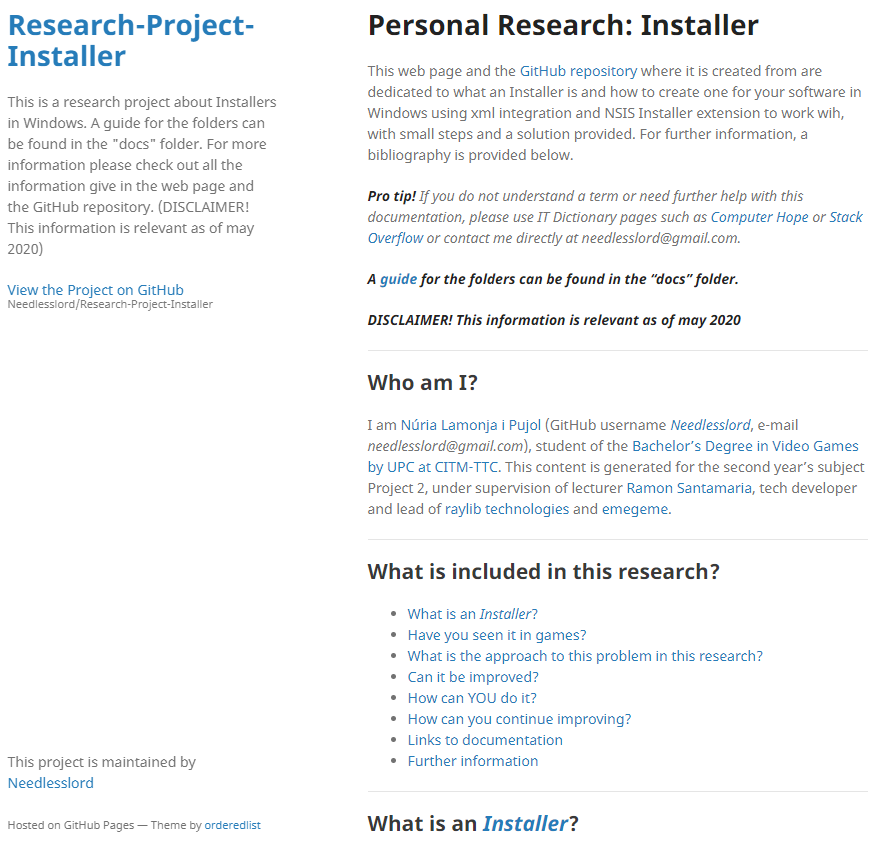 Research-Project-
Installer
This is a research project about Installers
in Windows. A guide for the folders can
be found in the "docs" folder. For more
information please check out all the
information give in the web page and
the GitHub repository. (DISCLAIMER!
This information is relevant as of may
2020)
View the Project on GitHub
Needlesslord/Research-Project-Installer
This project is maintained by
Needlesslord
Hosted on GitHub Pages — Theme by orderedlist
Personal Research: Installer
This web page and the GitHub repository where it is created from are
dedicated to what an Installer is and how to create one for your software in
Windows using xml integration and NSIS Installer extension to work wih,
with small steps and a solution provided. For further information, a
bibliography is provided below.
Pro tip! If you do not understand a term or need further help with this
documentation, please use IT Dictionary pages such as Computer Hope or Stack
Overflow or contact me directly at needlesslord@gmail.com.
A guide for the folders can be found in the “docs” folder.
DISCLAIMER! This information is relevant as of may 2020
Who am I?
I am Núria Lamonja i Pujol (GitHub username Needlesslord, e-mail
needlesslord@gmail.com), student of the Bachelor’s Degree in Video Games
by UPC at CITM-TTC. This content is generated for the second year’s subject
Project 2, under supervision of lecturer Ramon Santamaria, tech developer
and lead of raylib technologies and emegeme.
What is included in this research?
• What is an Installer?
• Have you seen it in games?
• What is the approach to this problem in this research?
• Can it be improved?
• How can YOU do it?
• How can you continue improving?
• Links to documentation
• Further information
What is an Installer?